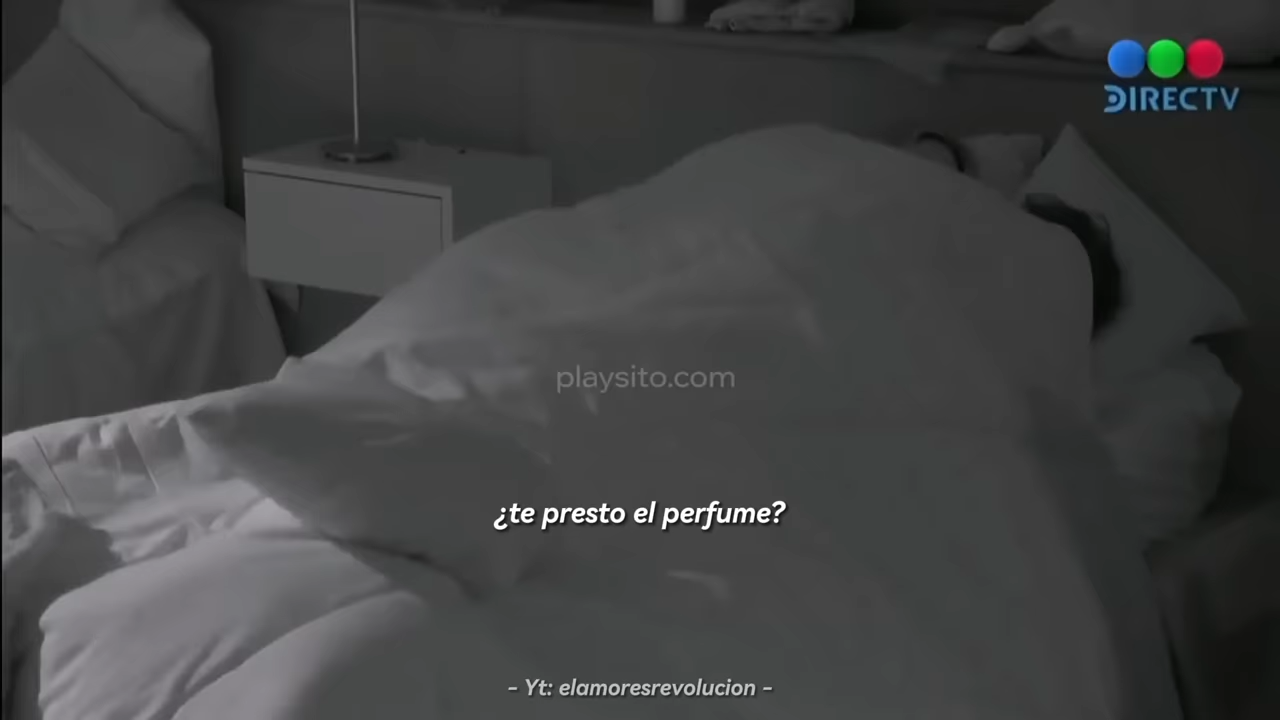 DIRECTV
playsito.com
¿te presto el perfume?
- Yt: elamoresrevolucion -